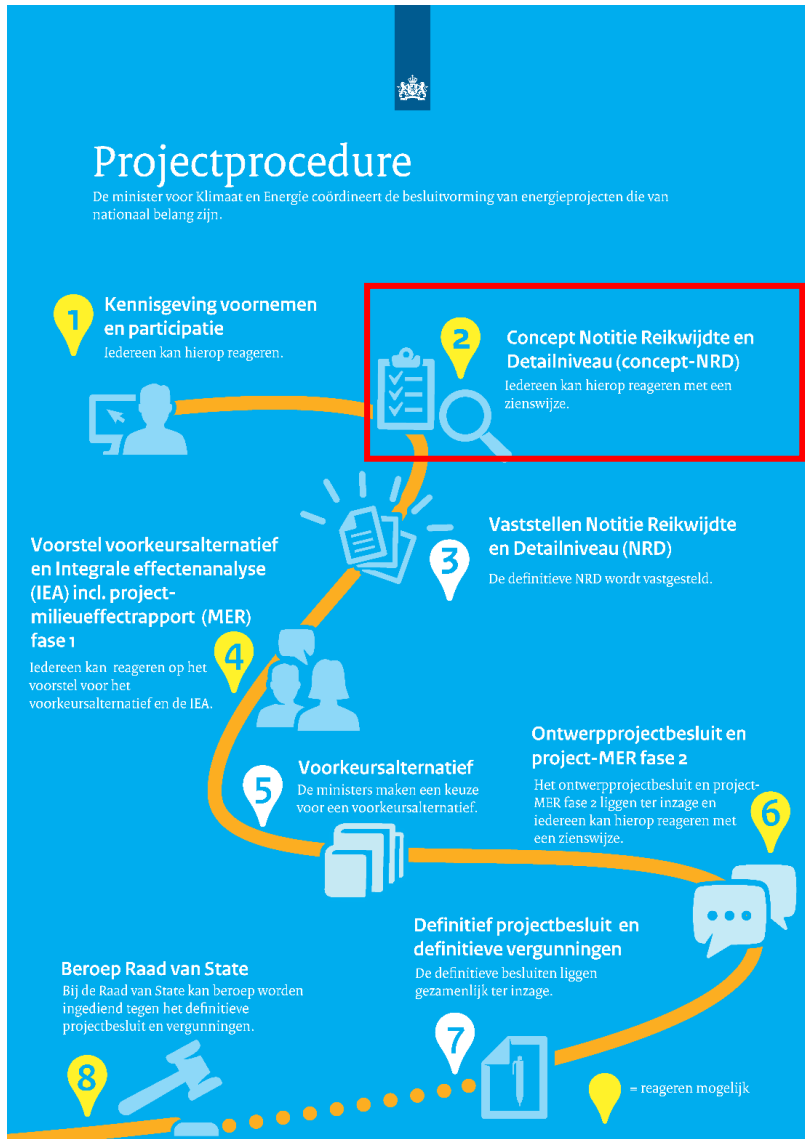 Projectprocedure
De minister voor Klimaat en Energie coördineert de besluitvorming van energieprojecten die van
nationaal belang zijn.
1
Kennisgeving voornemen
en participatie
Iedereen kan hierop reageren.
2
Concept Notitie Reikwijdte en
Detailniveau (concept-NRD)
Iedereen kan hierop reageren met een
zienswijze.
3
Vaststellen Notitie Reikwijdte
en Detailniveau (NRD)
De definitieve NRD wordt vastgesteld.
Voorstel voorkeursalternatief
en Integrale effectenanalyse
(IEA) incl. project-
milieueffectrapport (MER)
fase 1
4
Iedereen kan reageren op het
voorstel voor het
voorkeursalternatief en de IEA.
5
Voorkeursalternatief
De ministers maken een keuze
voor een voorkeursalternatief.
Ontwerpprojectbesluit en
project-MER fase 2
Het ontwerpprojectbesluit en project-
MER fase 2 liggen ter inzage en
iedereen kan hierop reageren met
een zienswijze.
6
Definitief projectbesluit en
definitieve vergunningen
De definitieve besluiten liggen
gezamenlijk ter inzage.
7
Beroep Raad van State
Bij de Raad van State kan beroep worden
ingediend tegen het definitieve
projectbesluit en vergunningen.
8
= reageren mogelijk